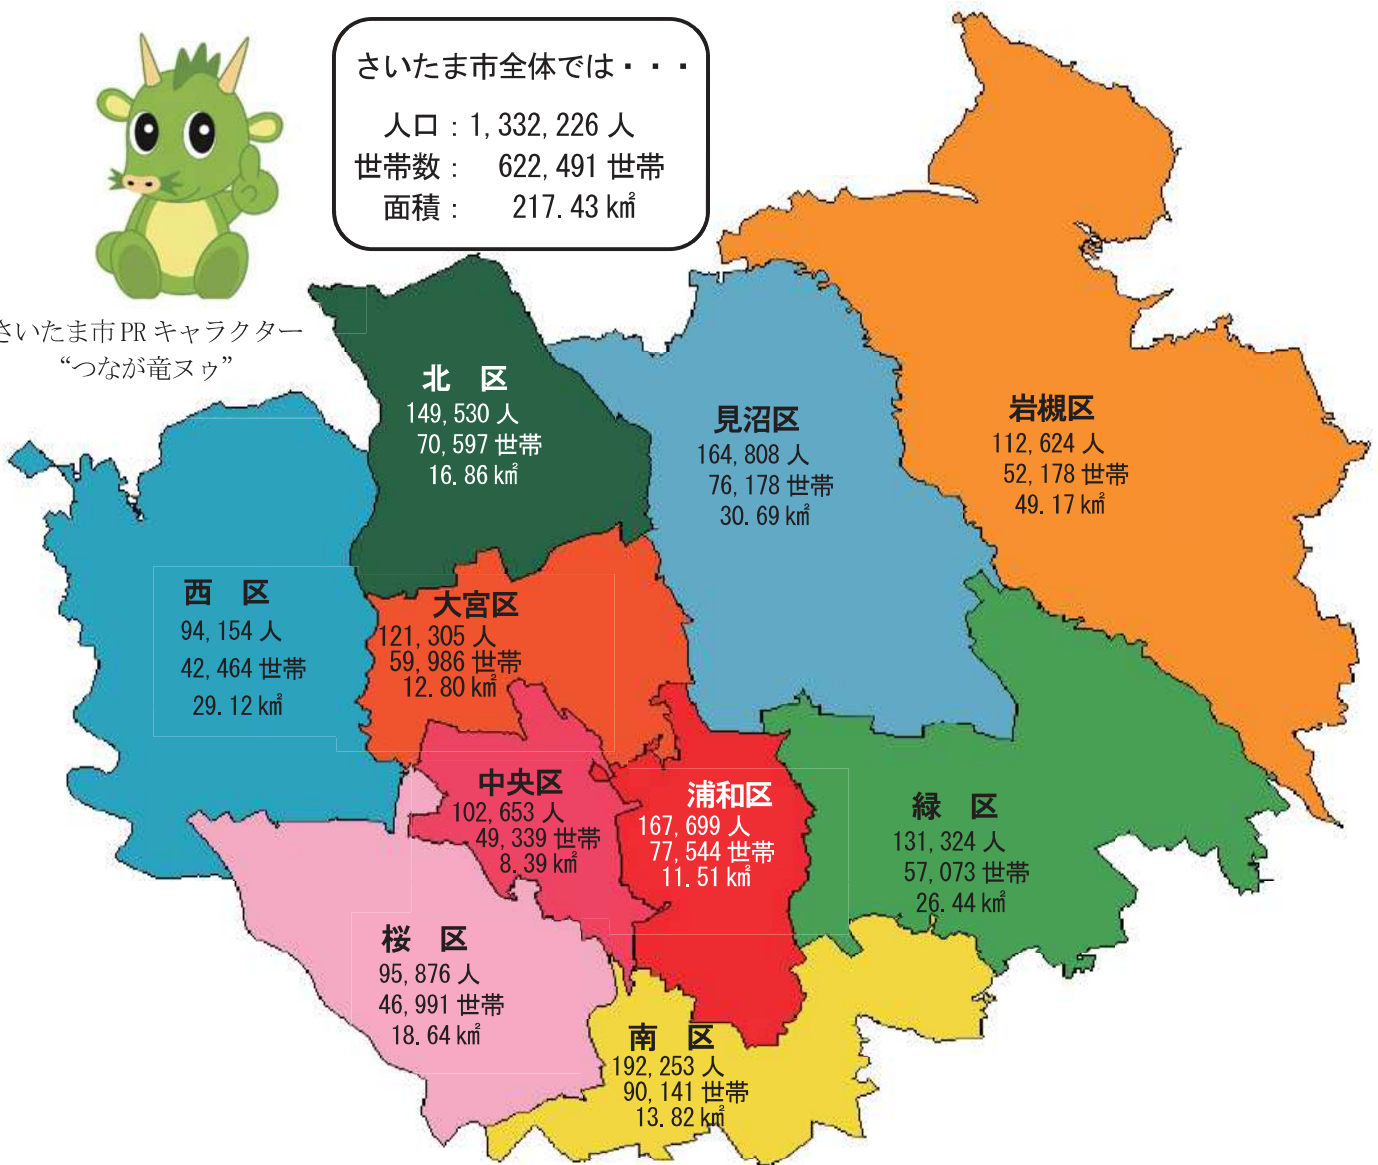 さいたま市全体では・・・
人口：1,332,226 人
世帯数： 622,491 世帯
面積： 217.43 ㎢
さいたま市 PR キャラクター
“つなが竜ヌゥ”
北 区
149,530 人
70,597 世帯
16.86 ㎢
見沼区
164,808 人
76,178 世帯
30.69 ㎢
岩槻区
112,624 人
52,178 世帯
49.17 ㎢
西 区
94,154 人
42,464 世帯
29.12 ㎢
大宮区
121,305 人
59,986 世帯
12.80 ㎢
中央区
102,653 人
49,339 世帯
8.39 ㎢
浦和区
167,699 人
77,544 世帯
11.51 ㎢
緑 区
131,324 人
57,073 世帯
26.44 ㎢
桜 区
95,876 人
46,991 世帯
18.64 ㎢
南 区
192,253 人
90,141 世帯
13.82 ㎢